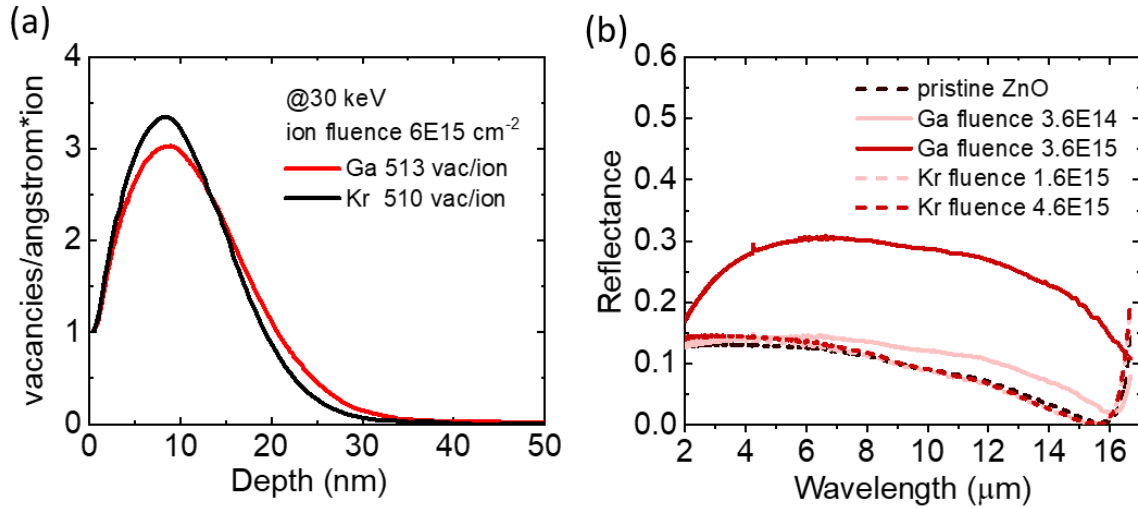 (a)
4
3
2
1
0
vacancies/angstrom*ion
@30 keV
ion fluence 6E15 cm⁻²
Ga 513 vac/ion
Kr 510 vac/ion
0 10 20 30 40 50
Depth (nm)
(b)
0.6
0.5
0.4
0.3
0.2
0.1
0.0
Reflectance
pristine ZnO
Ga fluence 3.6E14
Ga fluence 3.6E15
Kr fluence 1.6E15
Kr fluence 4.6E15
2 4 6 8 10 12 14 16
Wavelength (μm)